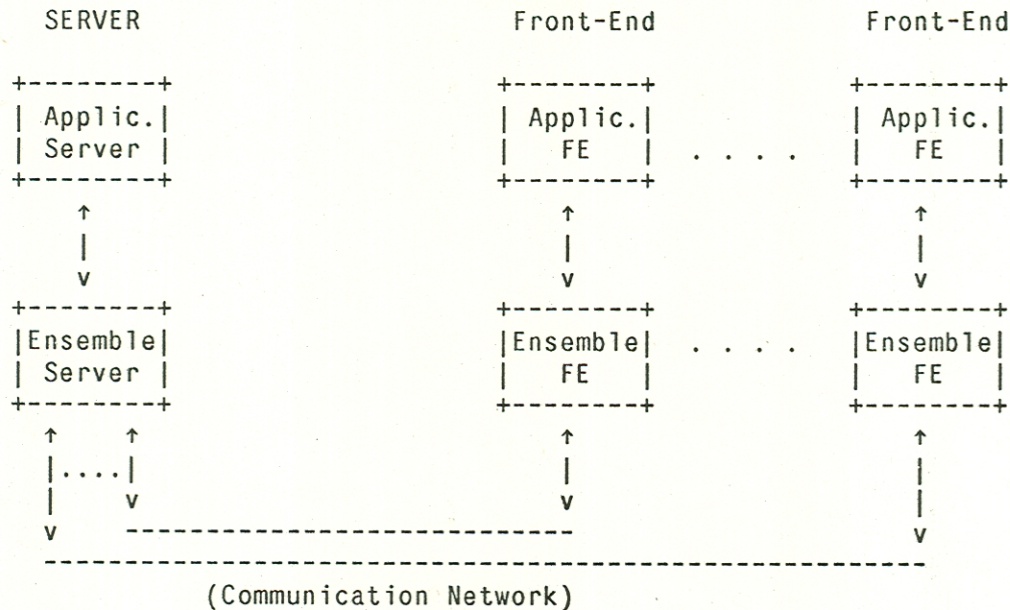 SERVER Front-End Front-End
+--------+ +--------+ +--------+
| Applic.| | Applic.| | Applic.|
| Server | | FE | . . . . | FE |
+--------+ +--------+ +--------+
↑ ↑ ↑
| | |
v v v
+--------+ +--------+ +--------+
|Ensemble| |Ensemble| . . . . |Ensemble|
| Server | | FE | | FE |
+--------+ +--------+ +--------+
↑ ↑ ↑ ↑
|....| | |
| v v |
v ---------------------------- v
-------------------------------------------------------
(Communication Network)